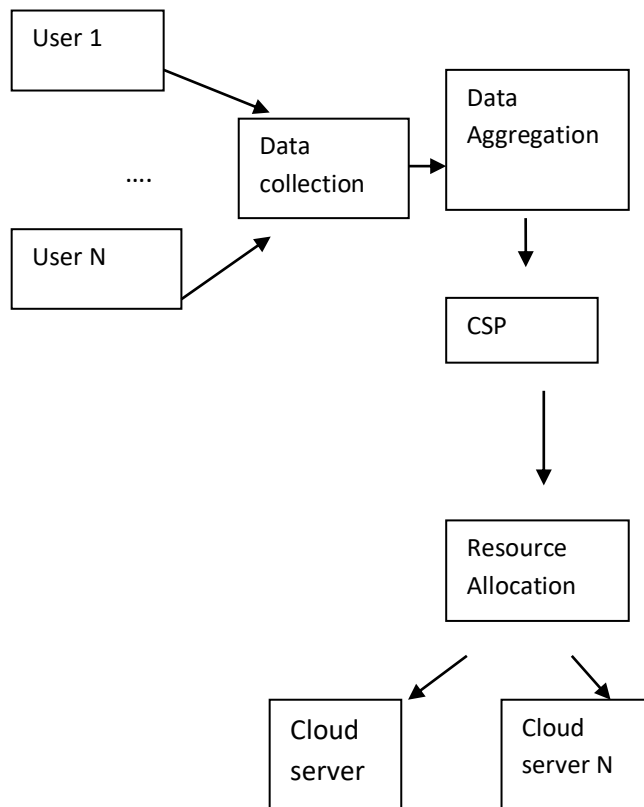 User 1
Data
Aggregation
Data
collection
....
User N
CSP
Resource
Allocation
Cloud
server
Cloud
server N